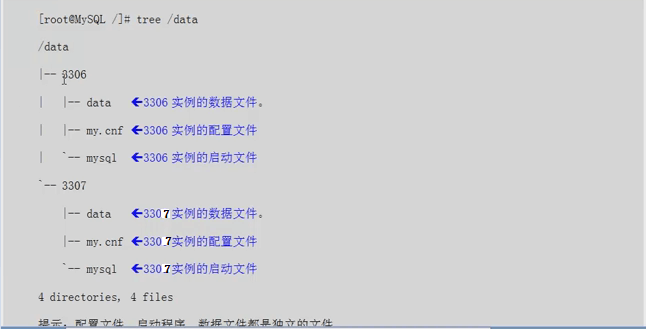 [root@MySQL /]# tree /data
/data
|-- 3306
|   |-- data  ←3306 实例的数据文件。
|   |-- my.cnf ←3306 实例的配置文件
|   `-- mysql  ←3306 实例的启动文件
`-- 3307
    |-- data  ←3307实例的数据文件。
    |-- my.cnf ←3307实例的配置文件
    `-- mysql  ←3307实例的启动文件
4 directories, 4 files
提示：配置文件、启动程序、数据文件都是独立的文件